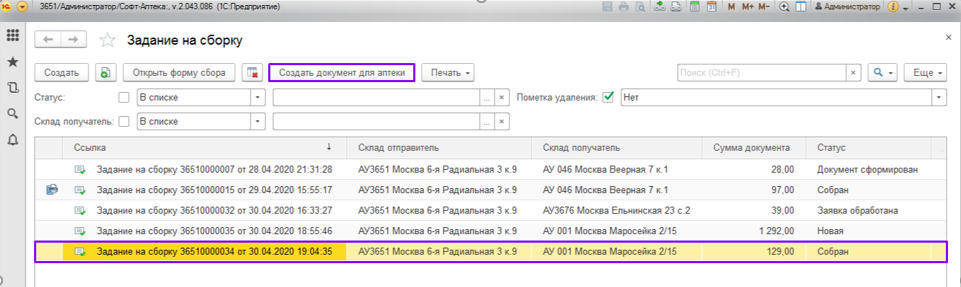 3651/Администратор/Софт-Аптека:, v.2.043.086 (1С:Предприятие)
M M+ M- Администратор
Задание на сборку
Создать Открыть форму сбора Создать документ для аптеки Печать Поиск (Ctrl+F) × Еще
Статус: В списке ... × Пометка удаления: Нет
Склад получатель: В списке ... ×
Ссылка ↓ Склад отправитель Склад получатель Сумма документа Статус
Задание на сборку 36510000007 от 28.04.2020 21:31:28 АУ3651 Москва 6-я Радиальная 3 к.9 АУ 046 Москва Веерная 7 к.1 28,00 Документ сформирован
Задание на сборку 36510000015 от 29.04.2020 15:55:17 АУ3651 Москва 6-я Радиальная 3 к.9 АУ 046 Москва Веерная 7 к.1 97,00 Собран
Задание на сборку 36510000032 от 30.04.2020 16:33:27 АУ3651 Москва 6-я Радиальная 3 к.9 АУ3676 Москва Ельнинская 23 с.2 39,00 Заявка обработана
Задание на сборку 36510000035 от 30.04.2020 18:55:46 АУ3651 Москва 6-я Радиальная 3 к.9 АУ 001 Москва Маросейка 2/15 1 292,00 Новая
Задание на сборку 36510000034 от 30.04.2020 19:04:35 АУ3651 Москва 6-я Радиальная 3 к.9 АУ 001 Москва Маросейка 2/15 129,00 Собран